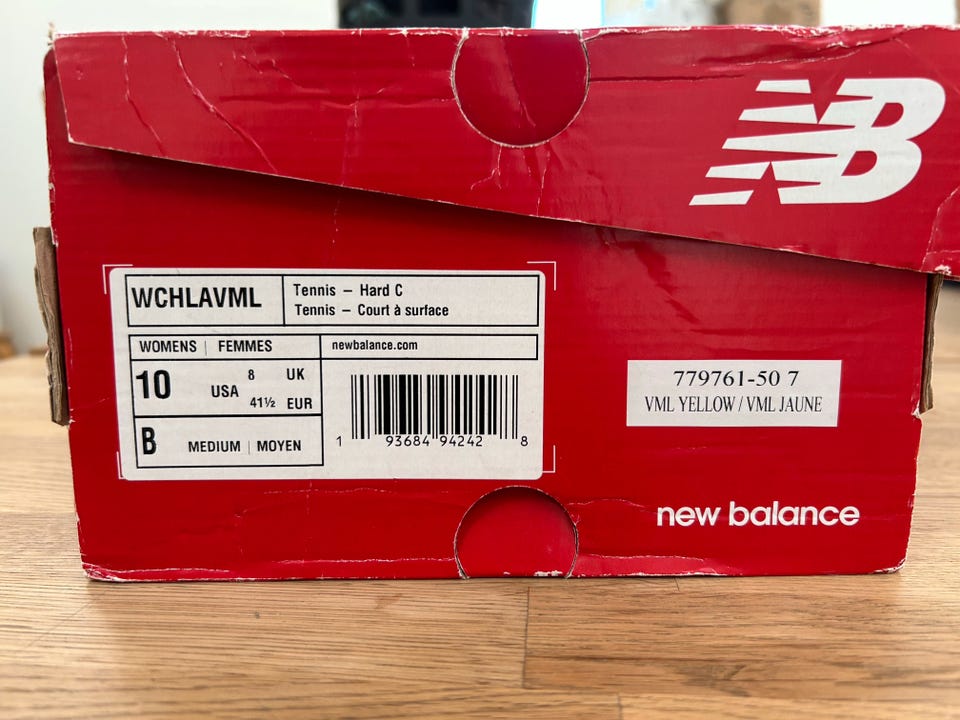 NB
WCHLAVML
Tennis – Hard C
Tennis – Court à surface
WOMENS | FEMMES
newbalance.com
10 USA 8 UK
41½ EUR
B MEDIUM | MOYEN
1 93684 94242 8
779761-50 7
VML YELLOW / VML JAUNE
new balance